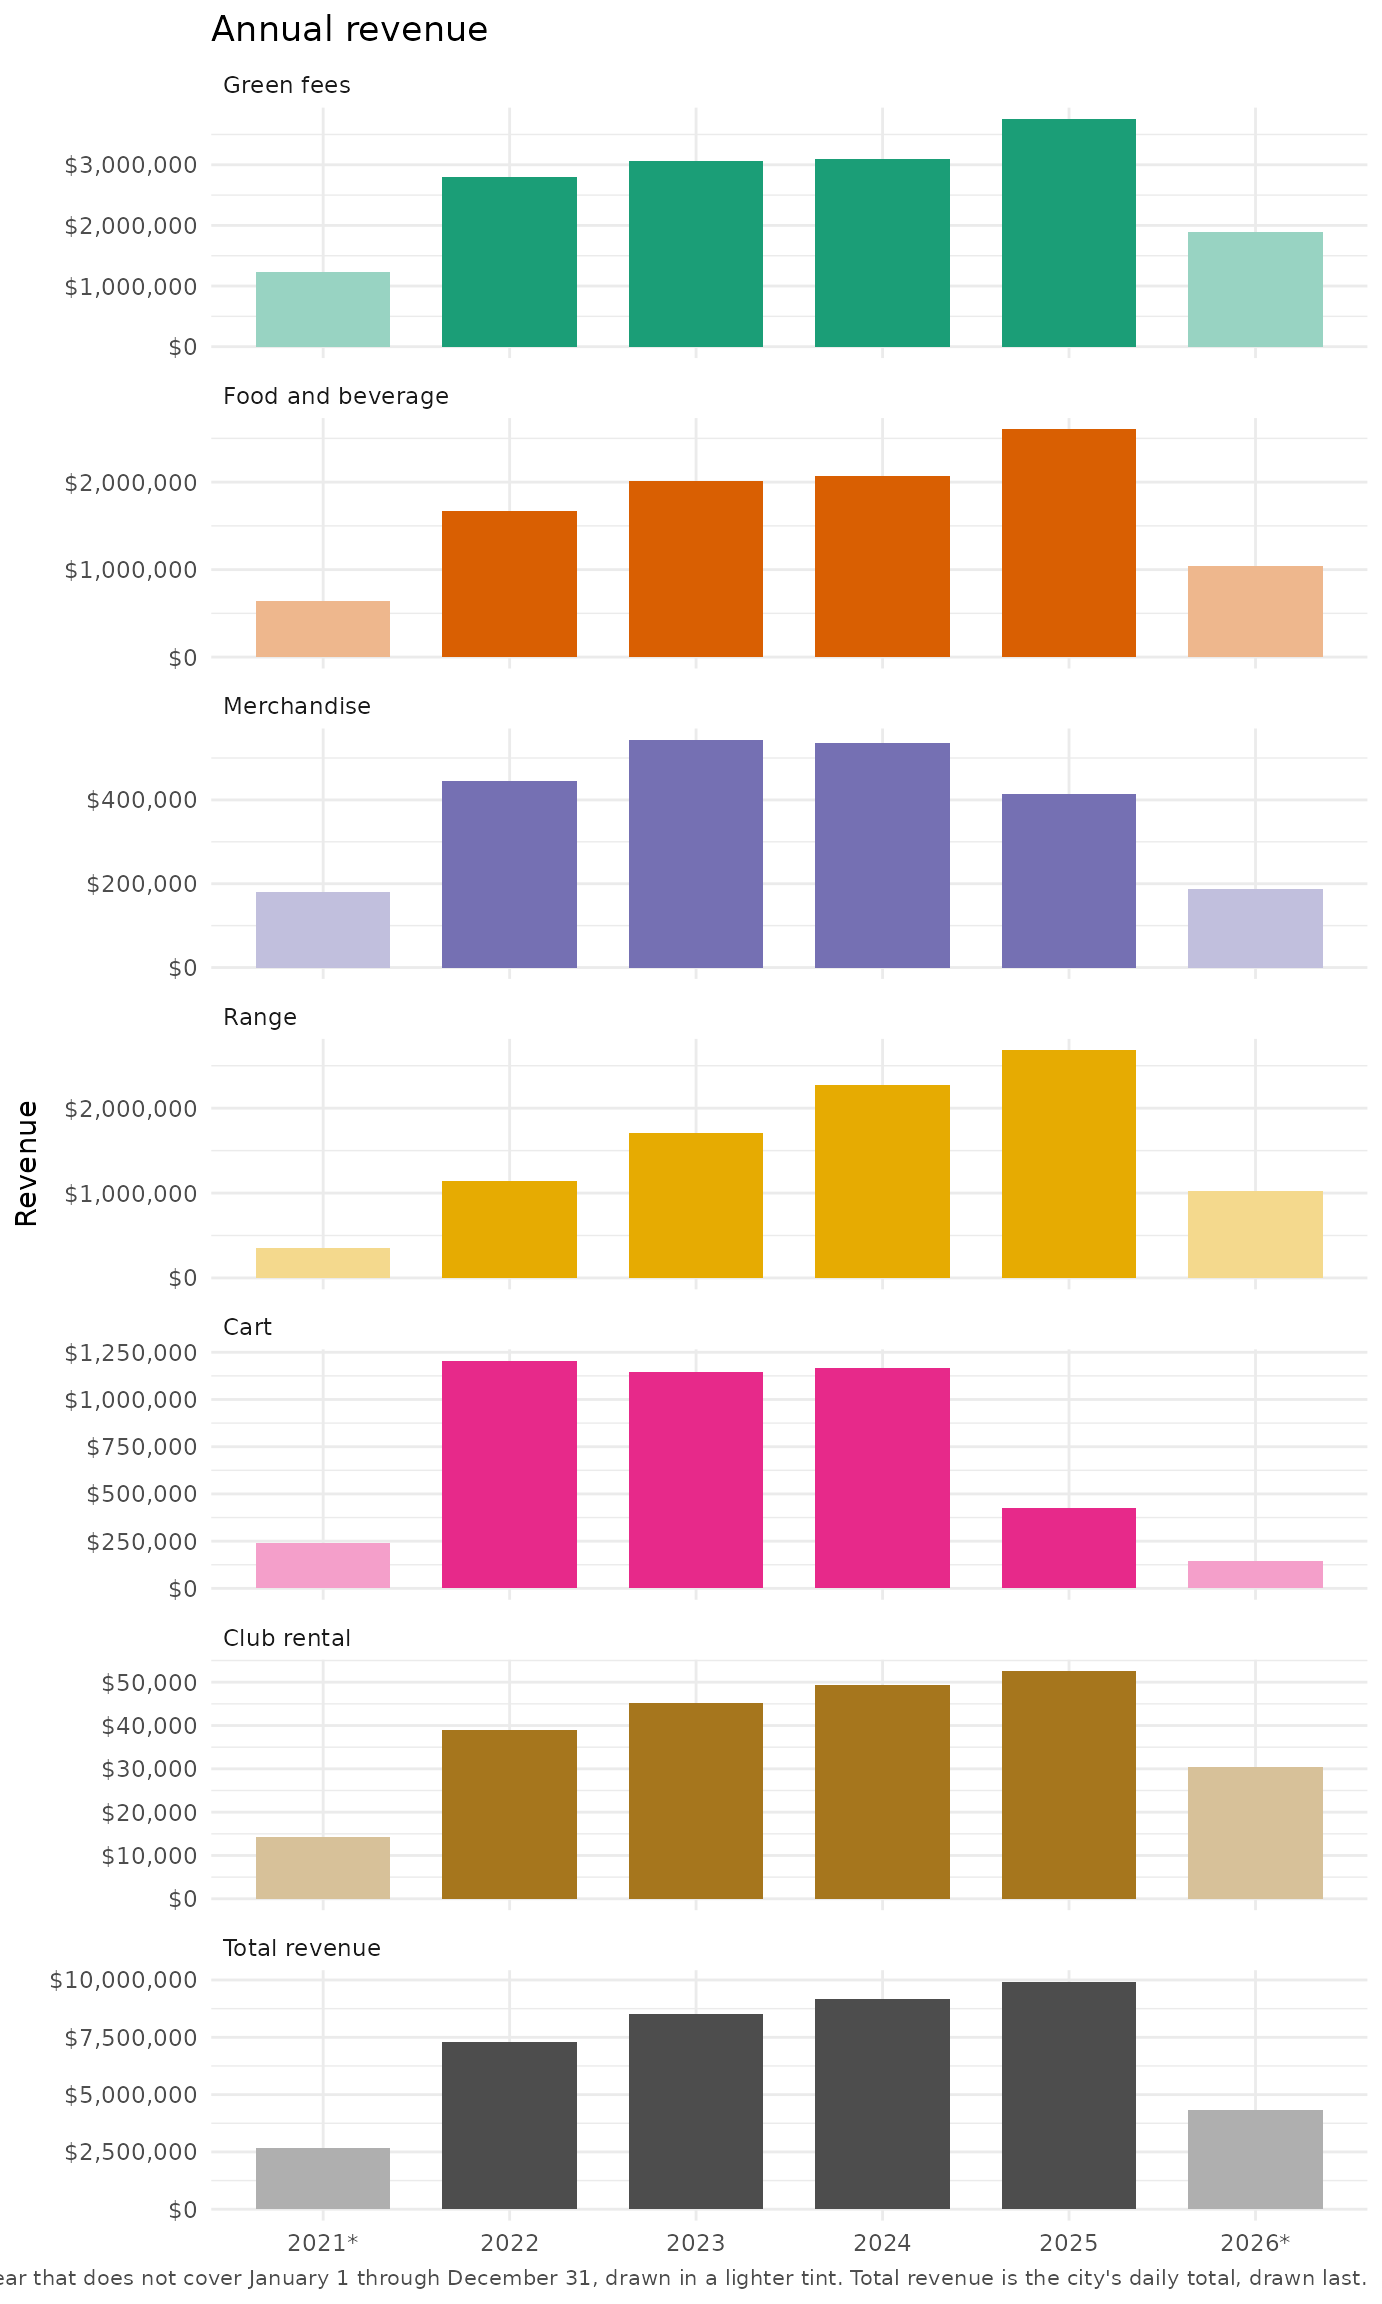 Annual revenue
Green fees
$3,000,000
$2,000,000
$1,000,000
$0
Food and beverage
$2,000,000
$1,000,000
$0
Merchandise
$400,000
$200,000
$0
Range
Revenue
$2,000,000
$1,000,000
$0
Cart
$1,250,000
$1,000,000
$750,000
$500,000
$250,000
$0
Club rental
$50,000
$40,000
$30,000
$20,000
$10,000
$0
Total revenue
$10,000,000
$7,500,000
$5,000,000
$2,500,000
$0
2021* 2022 2023 2024 2025 2026*
that does not cover January 1 through December 31, drawn in a lighter tint. Total revenue is the city's daily total, drawn last.